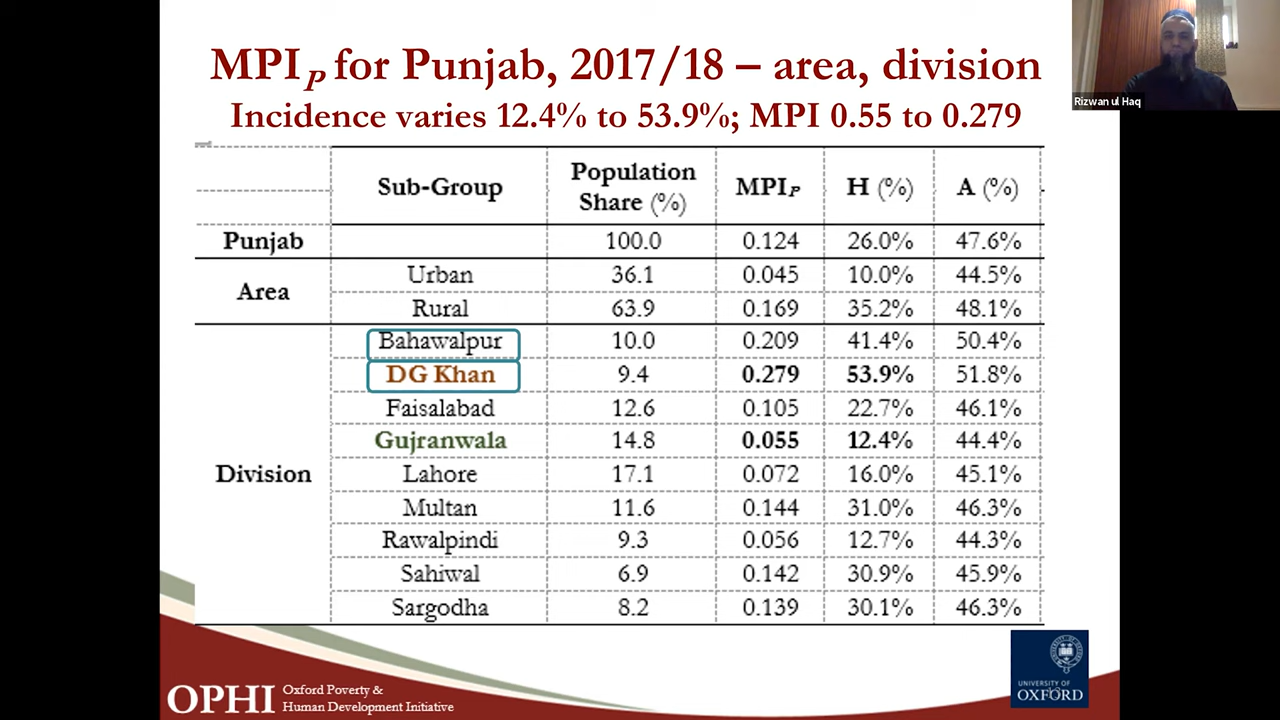 MPIP for Punjab, 2017/18 – area, division
Incidence varies 12.4% to 53.9%; MPI 0.55 to 0.279
Rizwan ul Haq
Sub-Group Population Share (%) MPIP H (%) A (%)
Punjab 100.0 0.124 26.0% 47.6%
Area
Urban 36.1 0.045 10.0% 44.5%
Rural 63.9 0.169 35.2% 48.1%
Division
Bahawalpur 10.0 0.209 41.4% 50.4%
DG Khan 9.4 0.279 53.9% 51.8%
Faisalabad 12.6 0.105 22.7% 46.1%
Gujranwala 14.8 0.055 12.4% 44.4%
Lahore 17.1 0.072 16.0% 45.1%
Multan 11.6 0.144 31.0% 46.3%
Rawalpindi 9.3 0.056 12.7% 44.3%
Sahiwal 6.9 0.142 30.9% 45.9%
Sargodha 8.2 0.139 30.1% 46.3%
OPHI
Oxford Poverty &
Human Development Initiative
UNIVERSITY OF
OXFORD